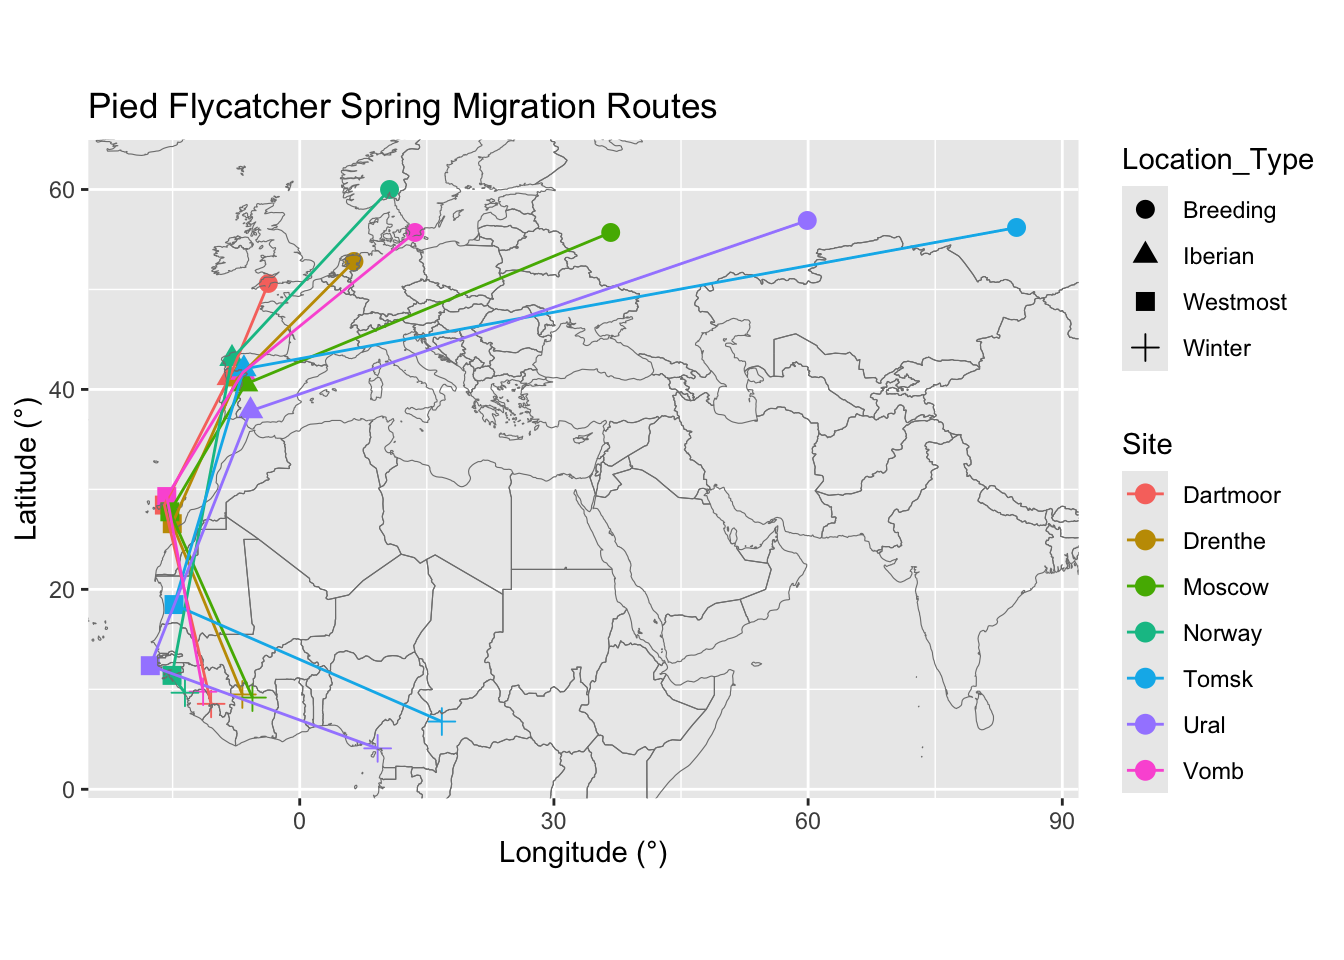 Pied Flycatcher Spring Migration Routes
60
40
20
0
Latitude (°)
0
30
60
90
Longitude (°)
Location_Type
Breeding
Iberian
Westmost
Winter
Site
Dartmoor
Drenthe
Moscow
Norway
Tomsk
Ural
Vomb